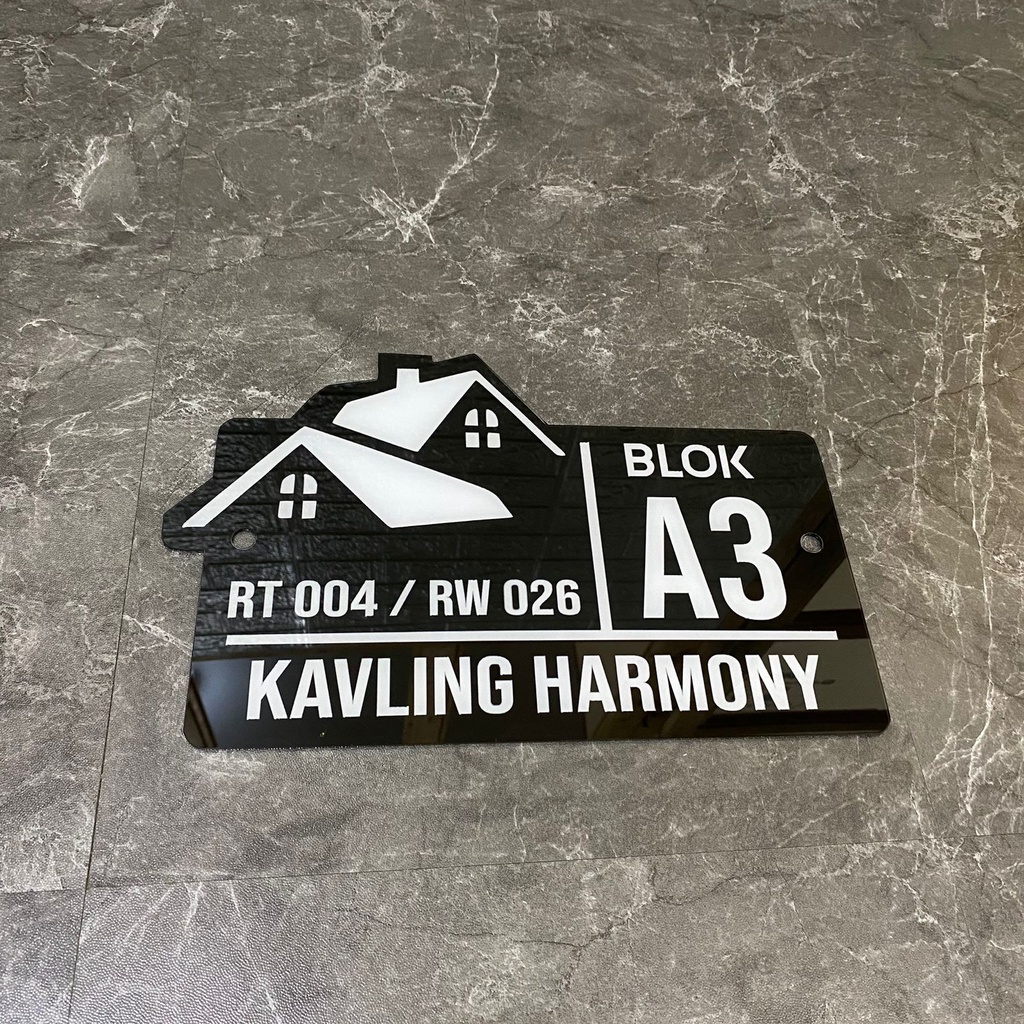 BLOK
A3
RT 004 / RW 026
KAVLING HARMONY